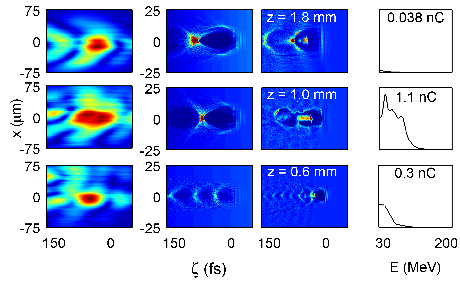 75
0
-75
25
0
-25
z = 1.8 mm
0.038 nC
x (µm)
75
0
-75
25
0
-25
z = 1.0 mm
1.1 nC
75
0
-75
25
0
-25
z = 0.6 mm
0.3 nC
150 0
150 0
0
30 200
ζ (fs)
E (MeV)